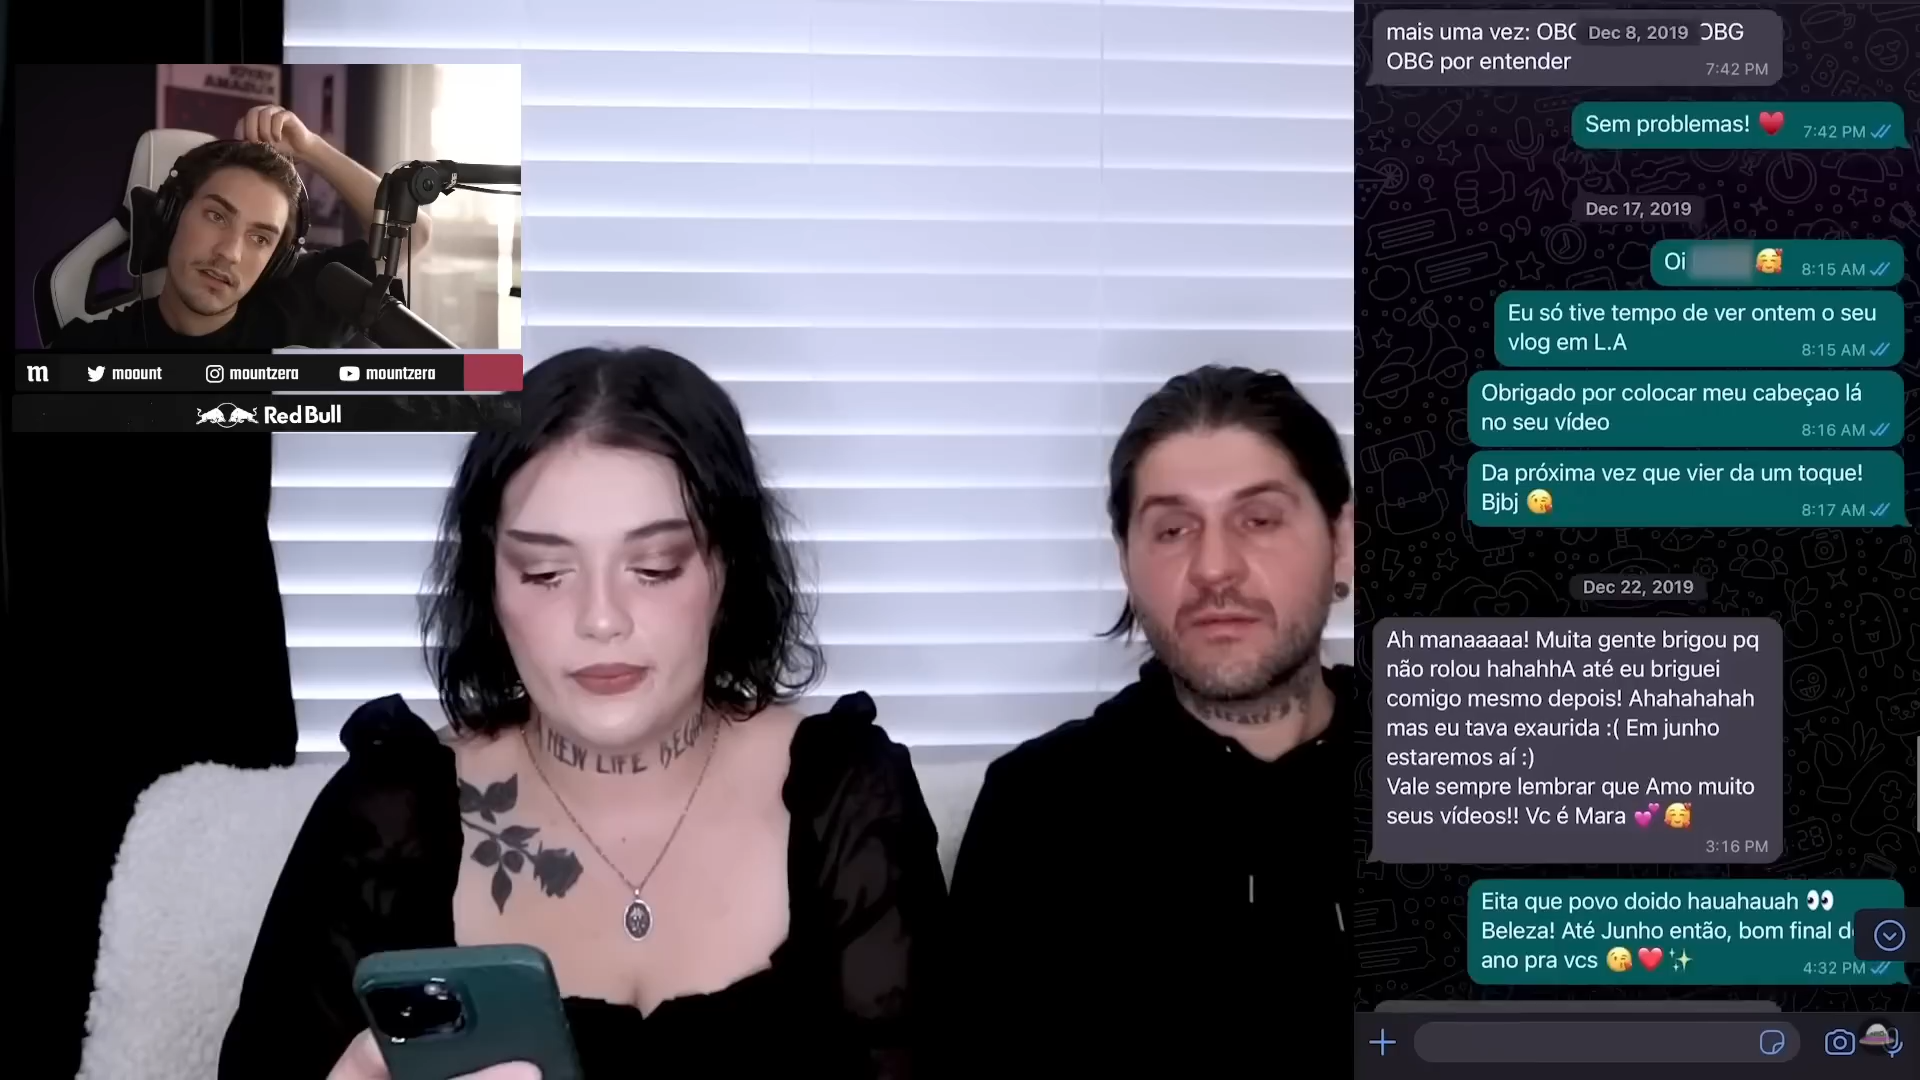 m
moount
mountzera
mountzera
Red Bull
NEW LIFE BEGI
mais uma vez: OBG
Dec 8, 2019
OBG
OBG por entender
7:42 PM
Sem problemas! ♥️
7:42 PM
Dec 17, 2019
Oi 🥰
8:15 AM
Eu só tive tempo de ver ontem o seu
vlog em L.A
8:15 AM
Obrigado por colocar meu cabeçao lá
no seu vídeo
8:16 AM
Da próxima vez que vier da um toque!
Bjbj 😘
8:17 AM
Dec 22, 2019
Ah manaaaaa! Muita gente brigou pq
não rolou hahahhA até eu briguei
comigo mesmo depois! Ahahahahah
mas eu tava exaurida :( Em junho
estaremos aí :)
Vale sempre lembrar que Amo muito
seus vídeos!! Vc é Mara 💕🥰
3:16 PM
Eita que povo doido hauahauah 👀
Beleza! Até Junho então, bom final d
ano pra vcs 😘❤️✨
4:32 PM